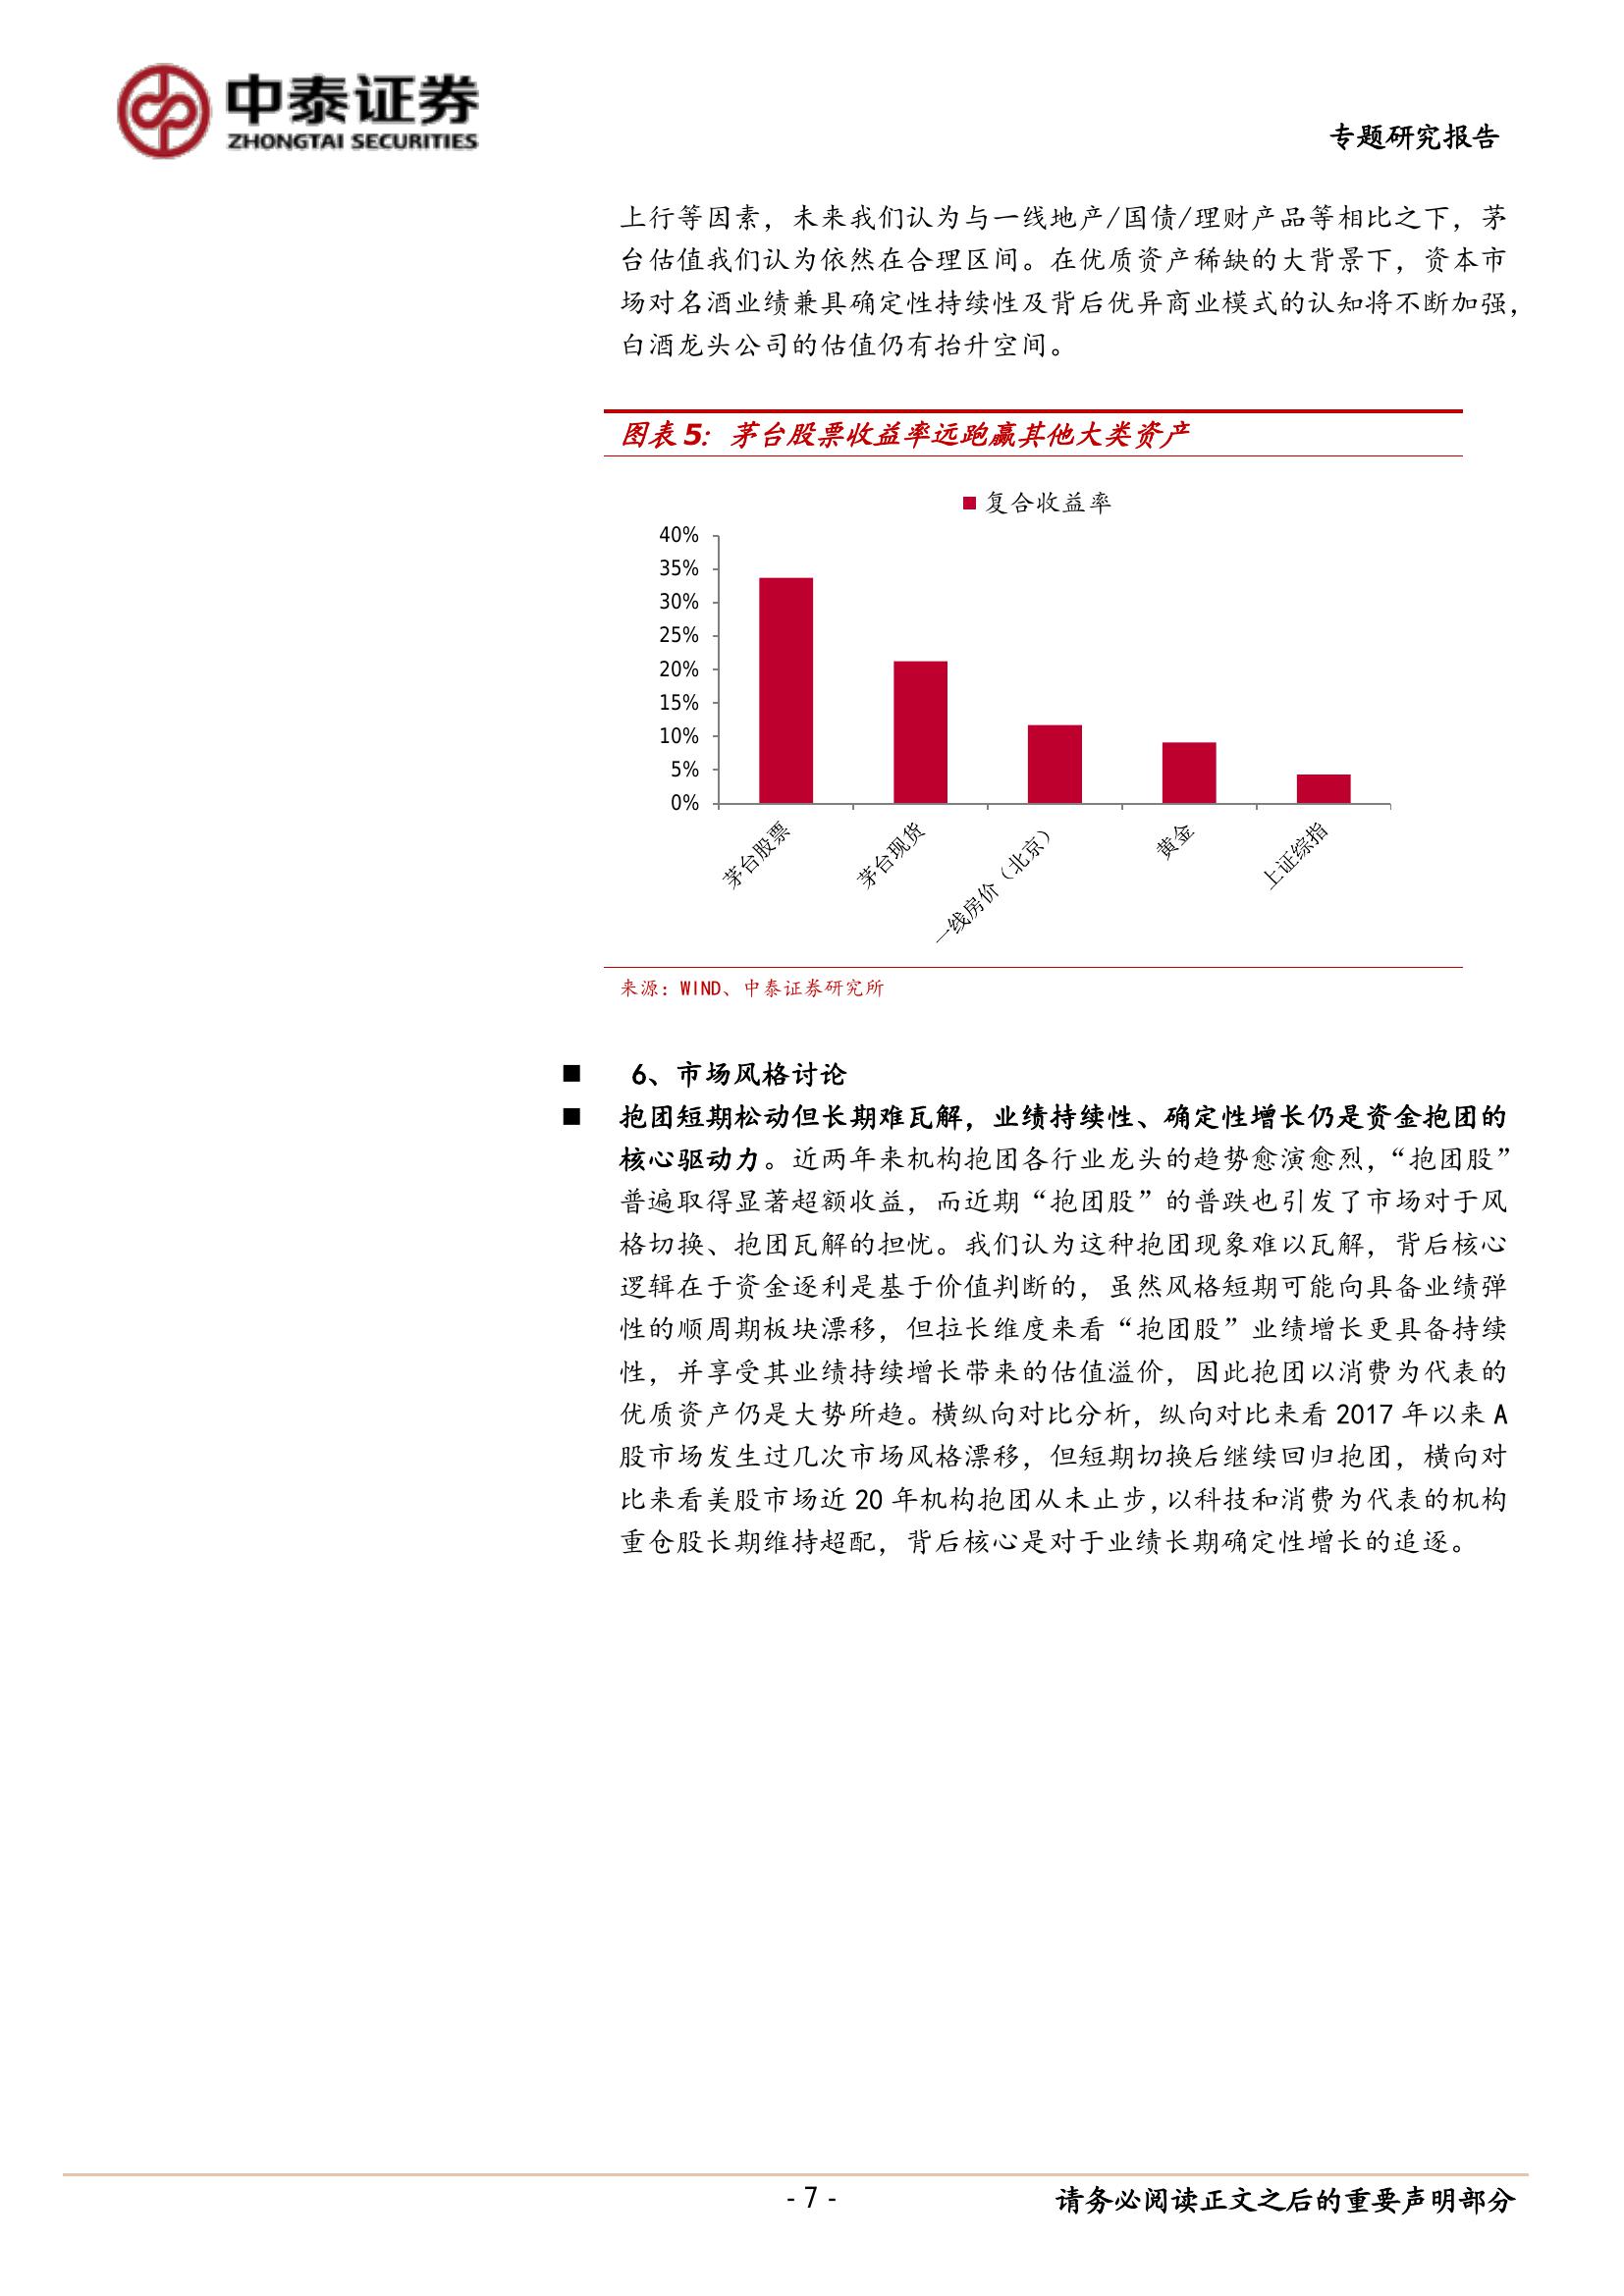 中泰证券
ZHONGTAI SECURITIES
专题研究报告
上行等因素，未来我们认为与一线地产/国债/理财产品等相比之下，茅
台估值我们认为依然在合理区间。在优质资产稀缺的大背景下，资本市
场对名酒业绩兼具确定性持续性及背后优异商业模式的认知将不断加强，
白酒龙头公司的估值仍有抬升空间。
图表 5：茅台股票收益率远跑赢其他大类资产
复合收益率
40%
35%
30%
25%
20%
15%
10%
5%
0%
茅台股票
茅台现货
一线房价（北京）
黄金
上证综指
来源：WIND、中泰证券研究所
■ 6、市场风格讨论
■ 抱团短期松动但长期难瓦解，业绩持续性、确定性增长仍是资金抱团的
核心驱动力。近两年来机构抱团各行业龙头的趋势愈演愈烈，“抱团股”
普遍取得显著超额收益，而近期“抱团股”的普跌也引发了市场对于风
格切换、抱团瓦解的担忧。我们认为这种抱团现象难以瓦解，背后核心
逻辑在于资金逐利是基于价值判断的，虽然风格短期可能向具备业绩弹
性的顺周期板块漂移，但拉长维度来看“抱团股”业绩增长更具备持续
性，并享受其业绩持续增长带来的估值溢价，因此抱团以消费为代表的
优质资产仍是大势所趋。横纵向对比分析，纵向对比来看 2017 年以来 A
股市场发生过几次市场风格漂移，但短期切换后继续回归抱团，横向对
比来看美股市场近 20 年机构抱团从未止步，以科技和消费为代表的机构
重仓股长期维持超配，背后核心是对于业绩长期确定性增长的追逐。
- 7 -
请务必阅读正文之后的重要声明部分